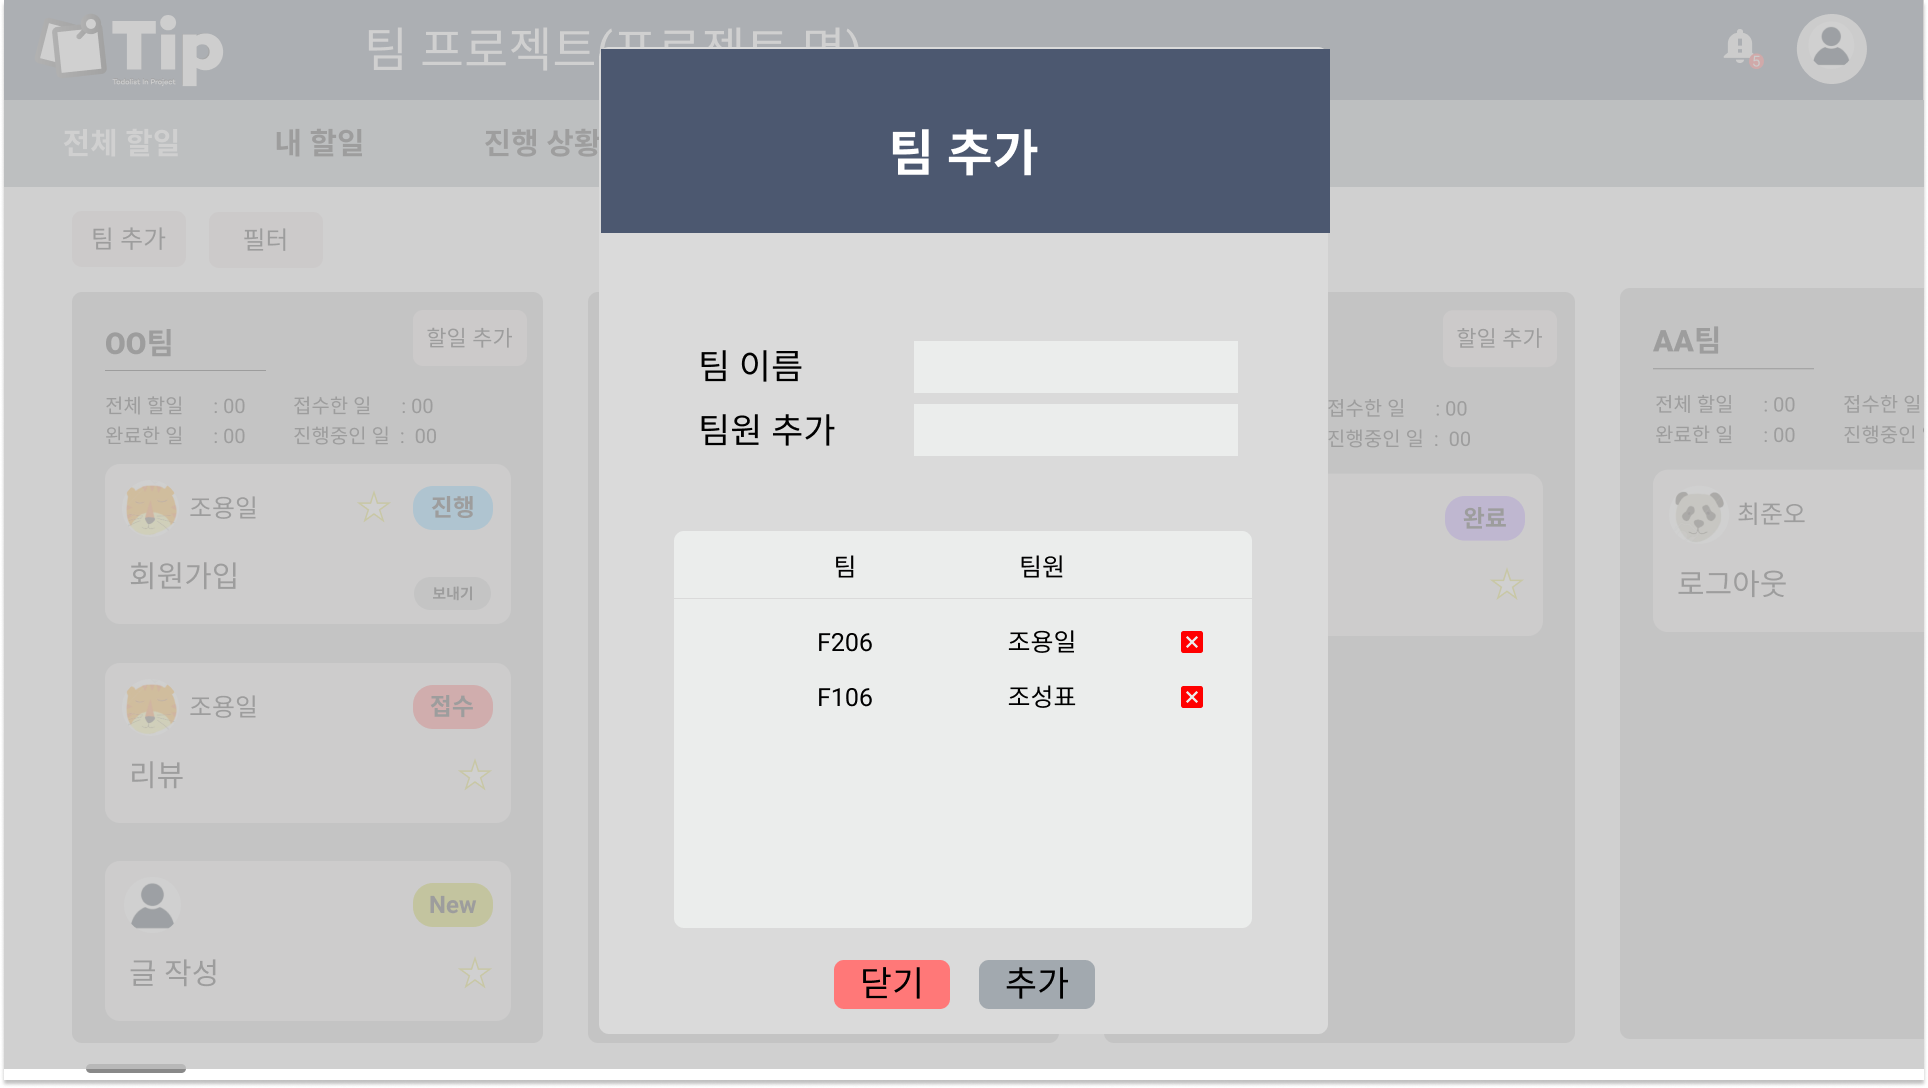 Tip
Todolist in Project
팀 프로젝트(프로젝트 명)
5
전체 할일
내 할일
진행 상황
팀 추가
필터
팀 추가
팀 이름
팀원 추가
팀 팀원
F206 조용일
F106 조성표
닫기
추가
OO팀
할일 추가
전체 할일 : 00 접수한 일 : 00
완료한 일 : 00 진행중인 일 : 00
조용일
진행
회원가입
보내기
조용일
접수
리뷰
New
글 작성
할일 추가
접수한 일 : 00
진행중인 일 : 00
완료
AA팀
전체 할일 : 00 접수한 일
완료한 일 : 00 진행중인 일
최준오
로그아웃